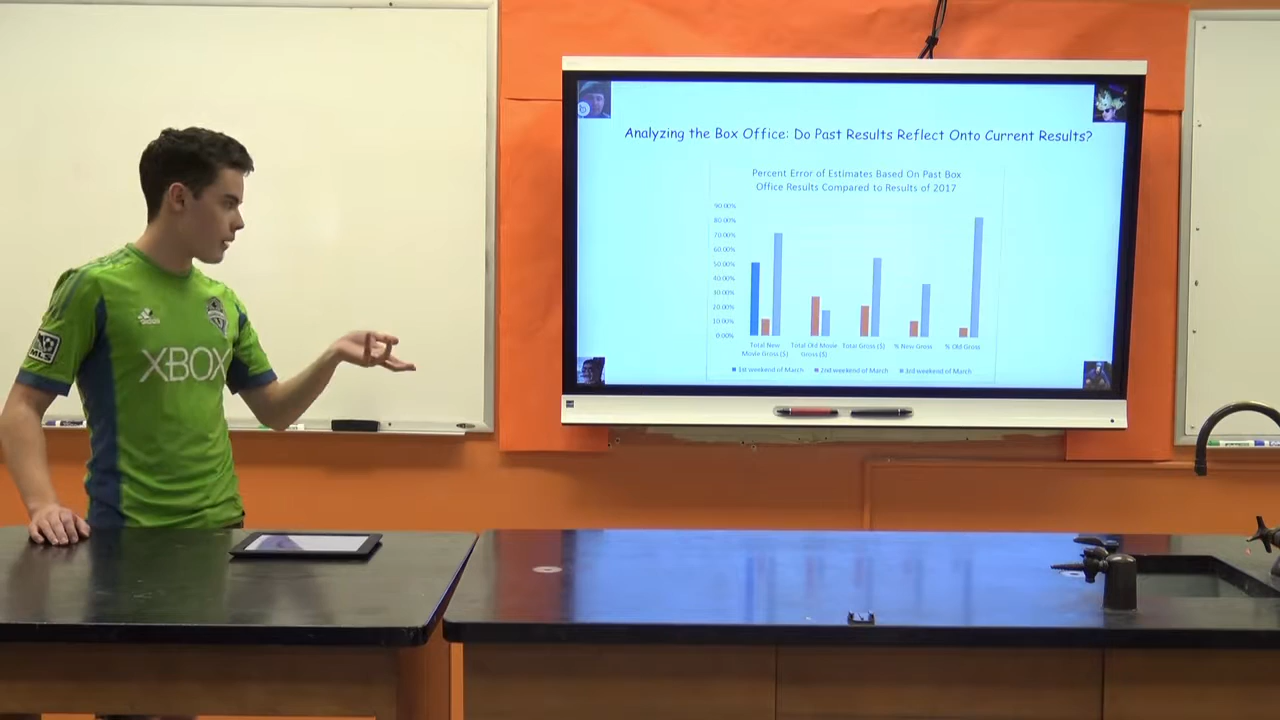 Analyzing the Box Office: Do Past Results Reflect Onto Current Results?
Percent Error of Estimates Based On Past Box
Office Results Compared to Results of 2017
90.00%
80.00%
70.00%
60.00%
50.00%
40.00%
30.00%
20.00%
10.00%
0.00%
Total New
Movie Gross ($)
Total Old Movie
Gross ($)
Total Gross ($)
% New Gross
% Old Gross
1st weekend of March
2nd weekend of March
3rd weekend of March
adidas
XBOX
MLS